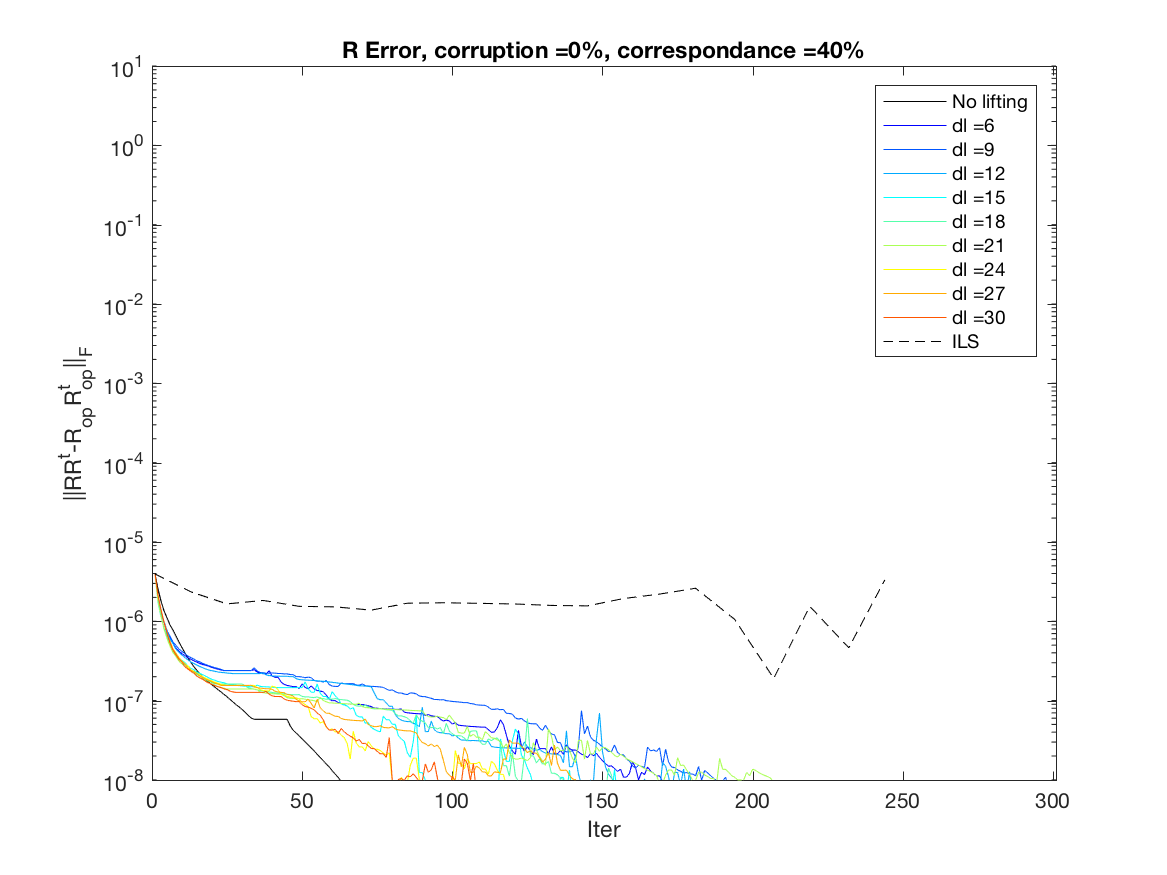 R Error, corruption =0%, correspondance =40%
10^1
10^0
10^-1
10^-2
10^-3
10^-4
10^-5
10^-6
10^-7
10^-8
||RR^t-R_op R_op^t||_F
No lifting
dl =6
dl =9
dl =12
dl =15
dl =18
dl =21
dl =24
dl =27
dl =30
ILS
0 50 100 150 200 250 300
Iter